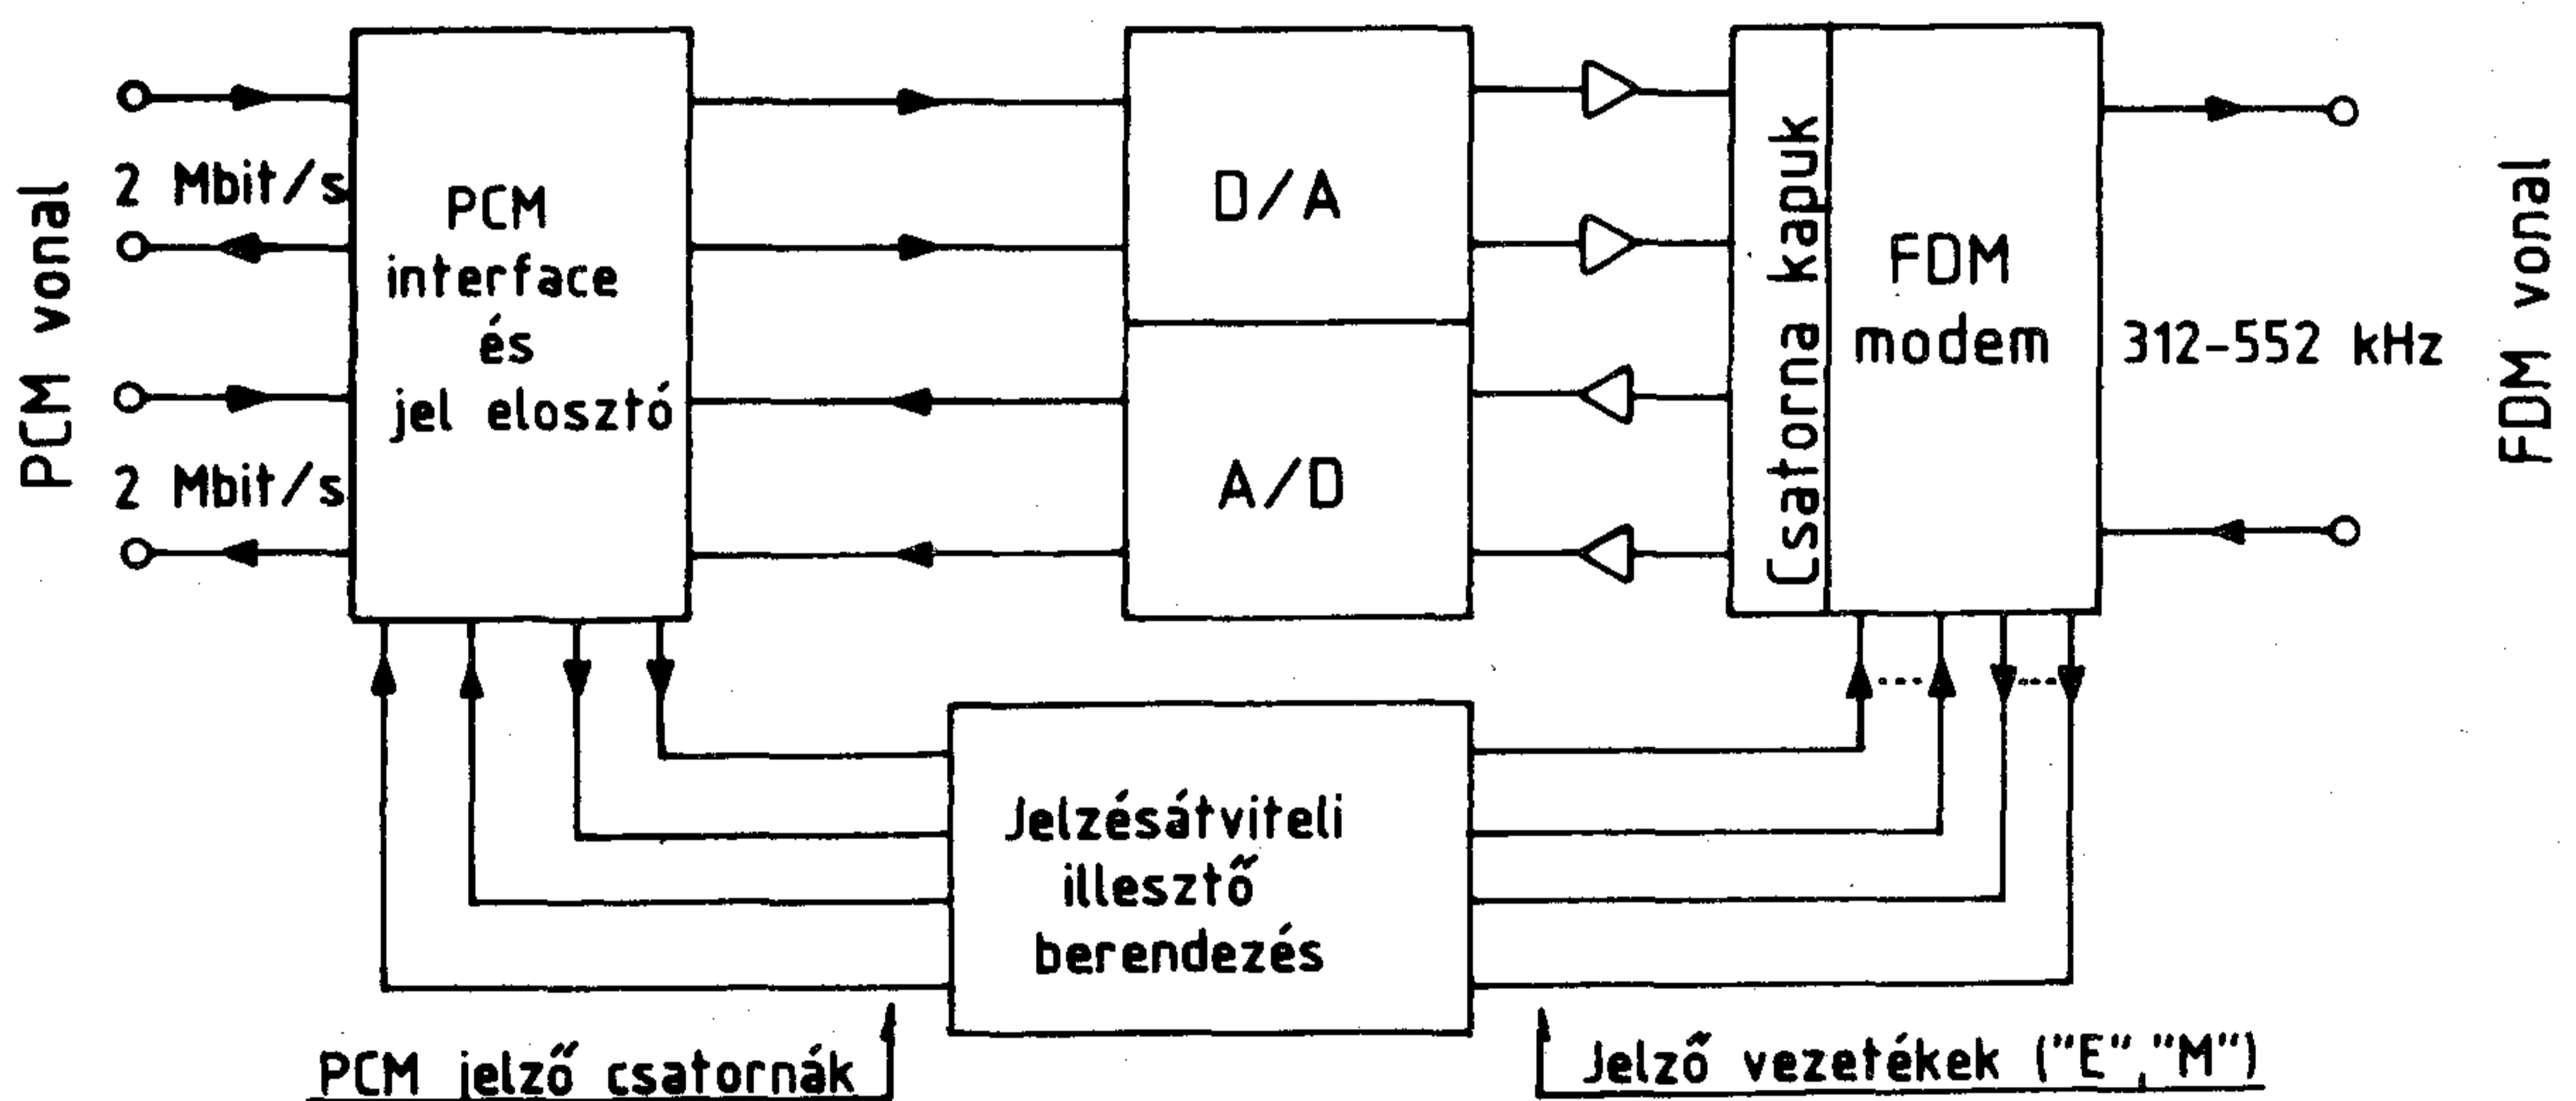 PCM vonal
2 Mbit/s
2 Mbit/s
PCM
interface
és
jel elosztó
D/A
A/D
Csatorna kapuk
FDM
modem
312-552 kHz
FDM vonal
Jelzésátviteli
illesztő
berendezés
PCM jelző csatornák
Jelző vezetékek ("E","M")